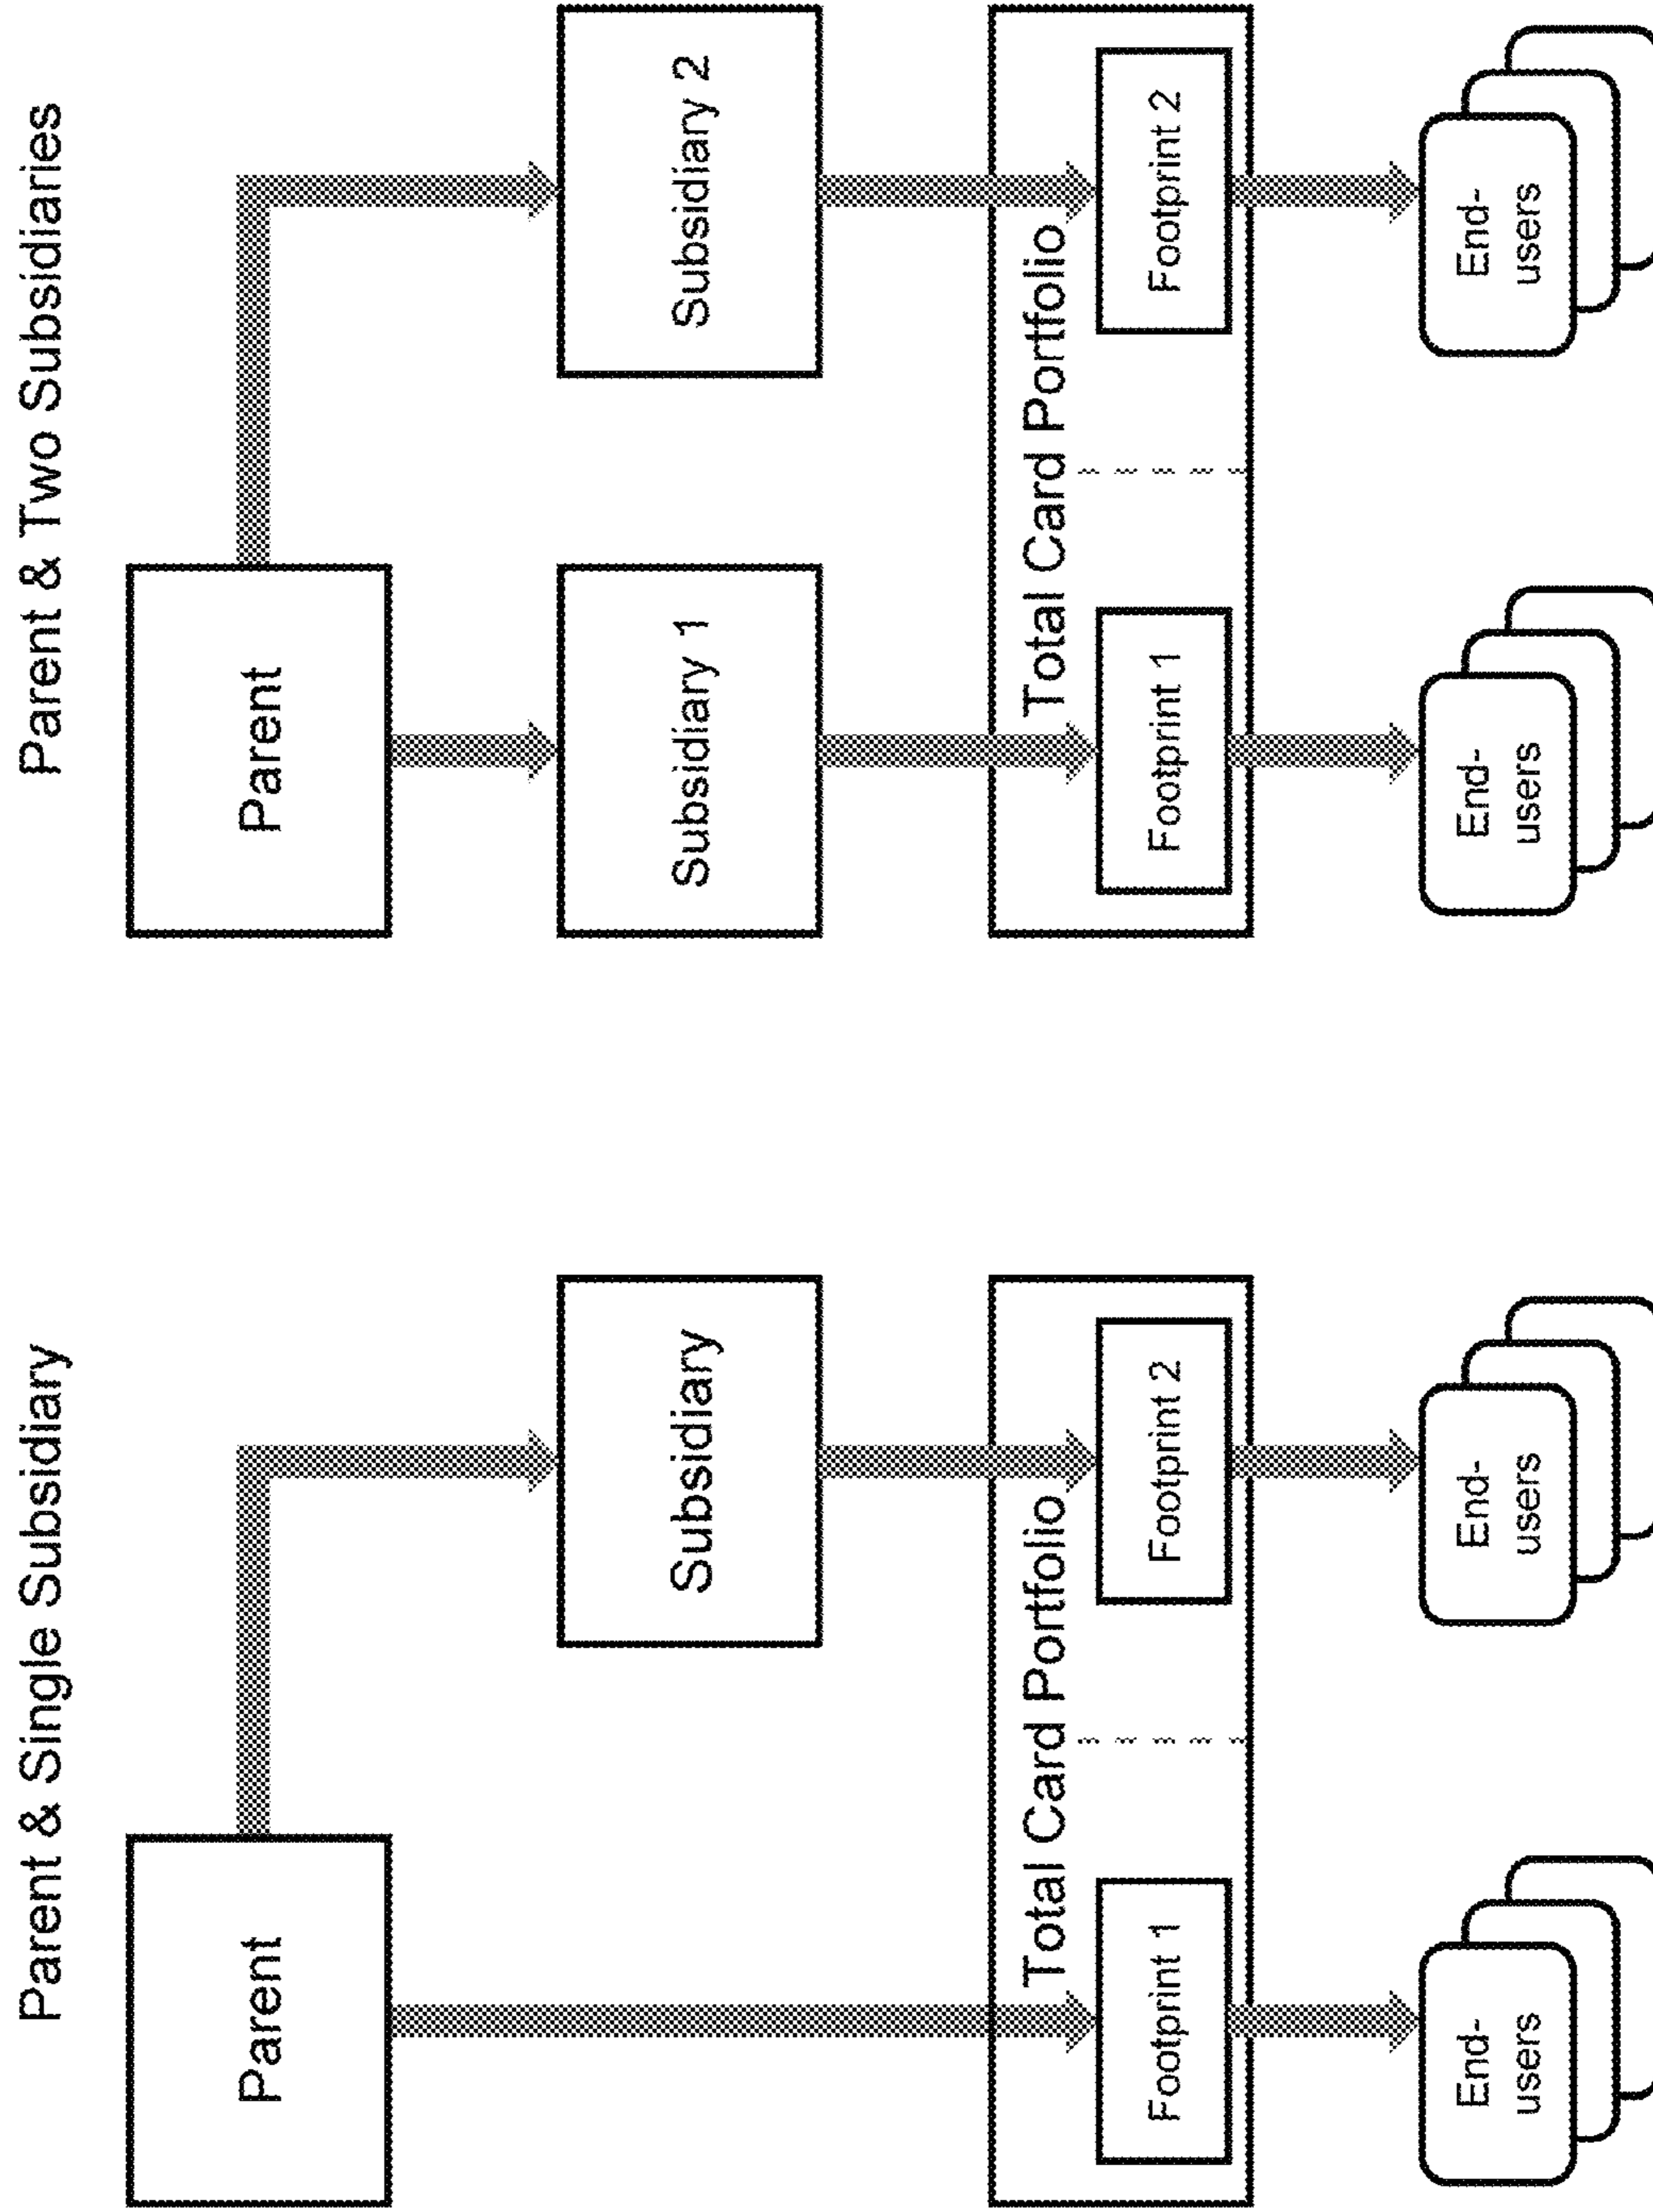 Parent & Single Subsidiary
Parent
Subsidiary
Total Card Portfolio
Footprint 1
Footprint 2
End-
users
End-
users
Parent & Two Subsidiaries
Parent
Subsidiary 1
Subsidiary 2
Total Card Portfolio
Footprint 1
Footprint 2
End-
users
End-
users